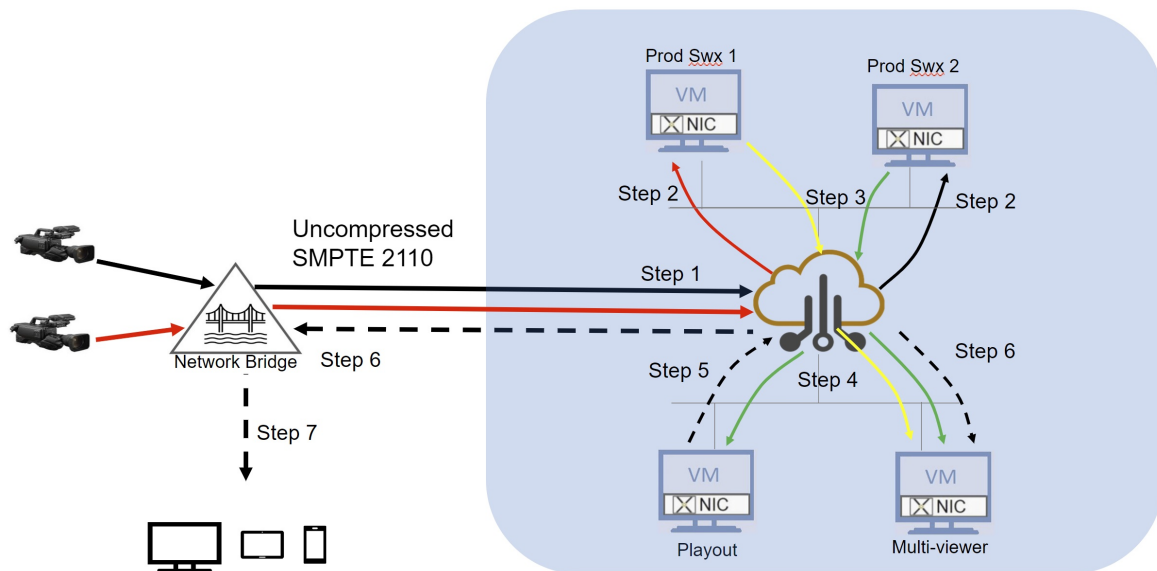 Prod Swx 1
Prod Swx 2
VM
NIC
VM
NIC
Step 2
Step 3
Step 2
Uncompressed
SMPTE 2110
Step 1
Network Bridge
Step 6
Step 5
Step 4
Step 6
Step 7
VM
NIC
VM
NIC
Playout
Multi-viewer